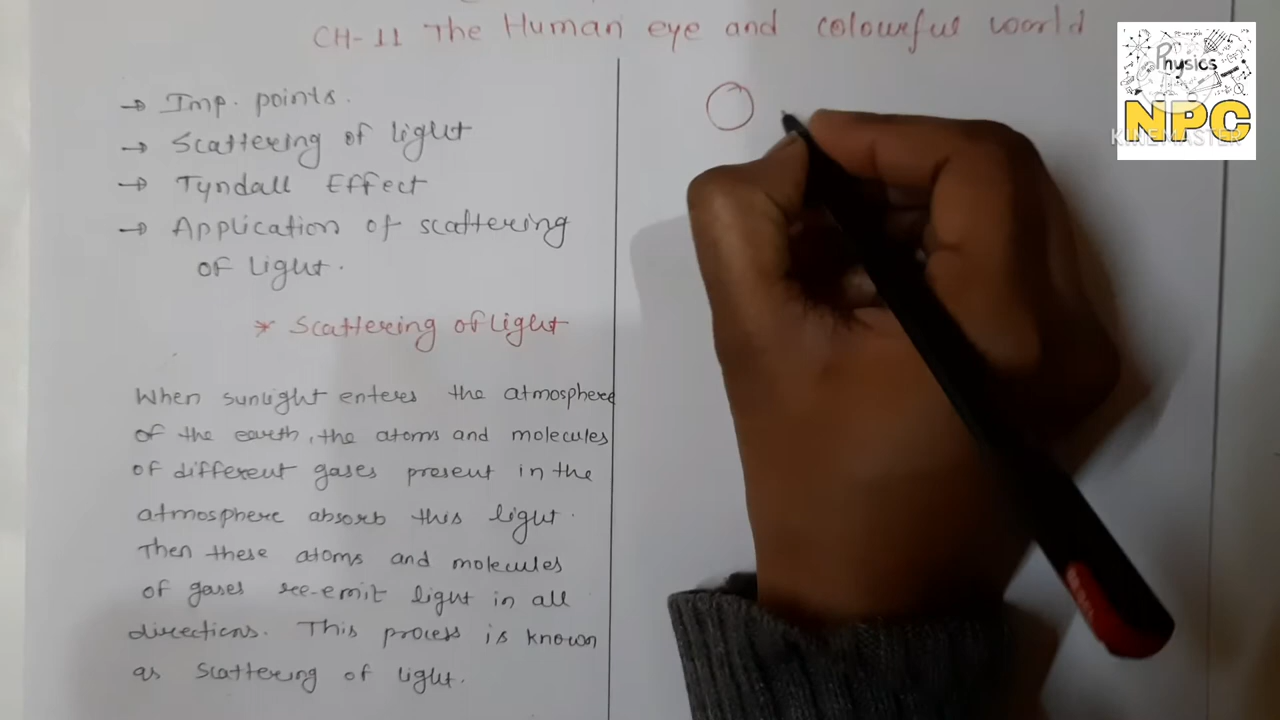 CH-11 The Human eye and colourful world
→ Imp. points.
→ Scattering of light
→ Tyndall Effect
→ Application of scattering
of light.
* Scattering of light
When sunlight enters the atmosphere
of the earth, the atoms and molecules
of different gases present in the
atmosphere absorb this light.
Then these atoms and molecules
of gases re-emit light in all
directions. This process is known
as scattering of light.
Physics
NPC
KINEMASTER